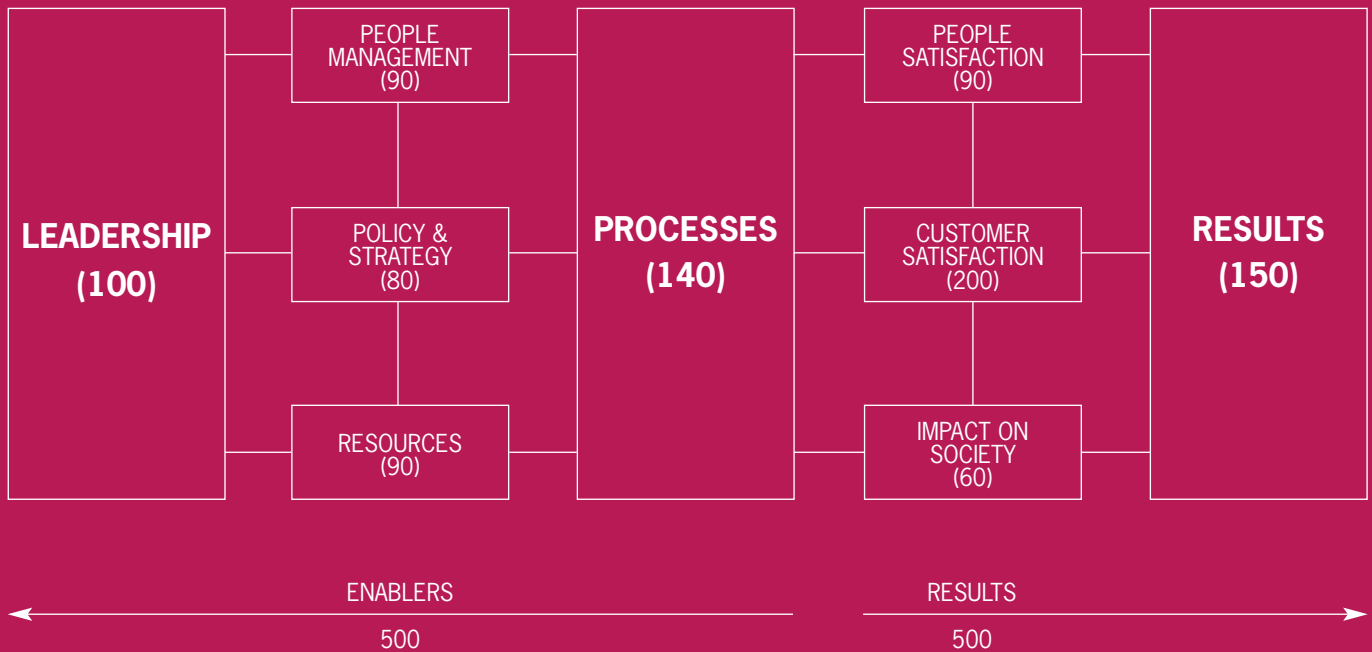 LEADERSHIP
(100)
PEOPLE
MANAGEMENT
(90)
POLICY &
STRATEGY
(80)
RESOURCES
(90)
PROCESSES
(140)
PEOPLE
SATISFACTION
(90)
CUSTOMER
SATISFACTION
(200)
IMPACT ON
SOCIETY
(60)
RESULTS
(150)
ENABLERS
500
RESULTS
500